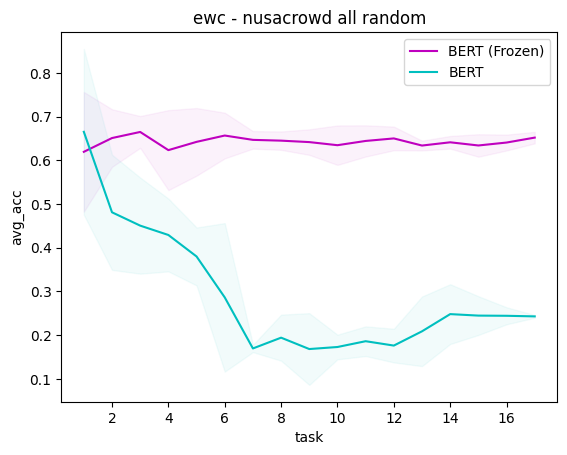 ewc - nusacrowd all random
BERT (Frozen)
BERT
avg_acc
0.8
0.7
0.6
0.5
0.4
0.3
0.2
0.1
2 4 6 8 10 12 14 16
task